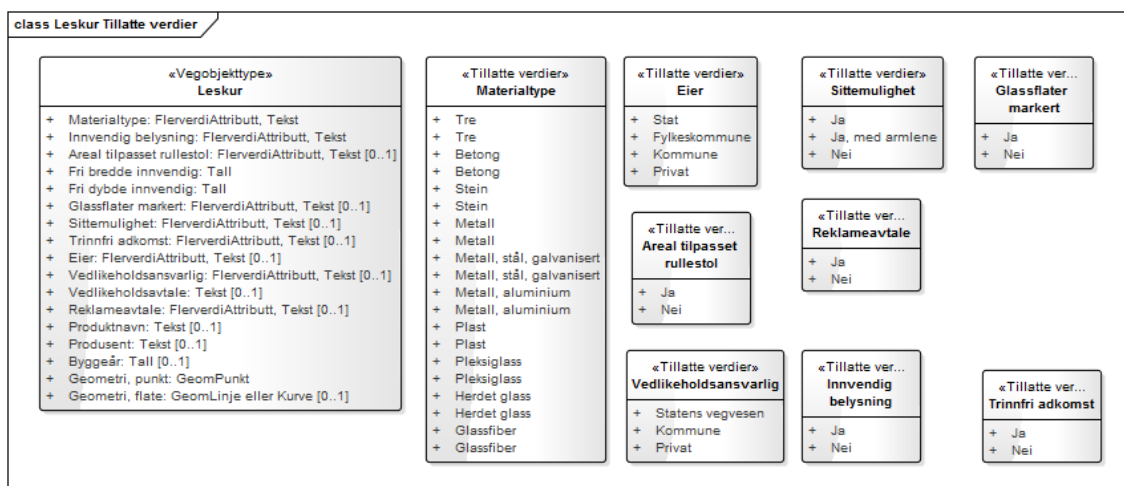 class Leskur Tillatte verdier
«Vegobjekttype»
Leskur
+ Materialtype: FlerverdiAttributt, Tekst
+ Innvendig belysning: FlerverdiAttributt, Tekst
+ Areal tilpasset rullestol: FlerverdiAttributt, Tekst [0..1]
+ Fri bredde innvendig: Tall
+ Fri dybde innvendig: Tall
+ Glassflater markert: FlerverdiAttributt, Tekst [0..1]
+ Sittemulighet: FlerverdiAttributt, Tekst [0..1]
+ Trinnfri adkomst: FlerverdiAttributt, Tekst [0..1]
+ Eier: FlerverdiAttributt, Tekst [0..1]
+ Vedlikeholdsansvarlig: FlerverdiAttributt, Tekst [0..1]
+ Vedlikeholdsavtale: Tekst [0..1]
+ Reklameavtale: FlerverdiAttributt, Tekst [0..1]
+ Produktnavn: Tekst [0..1]
+ Produsent: Tekst [0..1]
+ Byggeår: Tall [0..1]
+ Geometri, punkt: GeomPunkt
+ Geometri, flate: GeomLinje eller Kurve [0..1]
«Tillatte verdier»
Materialtype
+ Tre
+ Tre
+ Betong
+ Betong
+ Stein
+ Stein
+ Metall
+ Metall
+ Metall, stål, galvanisert
+ Metall, stål, galvanisert
+ Metall, aluminium
+ Metall, aluminium
+ Plast
+ Plast
+ Pleksiglass
+ Pleksiglass
+ Herdet glass
+ Herdet glass
+ Glassfiber
+ Glassfiber
«Tillatte verdier»
Eier
+ Stat
+ Fylkeskommune
+ Kommune
+ Privat
«Tillatte verdier»
Sittemulighet
+ Ja
+ Ja, med armlene
+ Nei
«Tillatte ver...
Glassflater
markert
+ Ja
+ Nei
«Tillatte ver...
Areal tilpasset
rullestol
+ Ja
+ Nei
«Tillatte ver...
Reklameavtale
+ Ja
+ Nei
«Tillatte verdier»
Vedlikeholdsansvarlig
+ Statens vegvesen
+ Kommune
+ Privat
«Tillatte ver...
Innvendig
belysning
+ Ja
+ Nei
«Tillatte ver...
Trinnfri adkomst
+ Ja
+ Nei